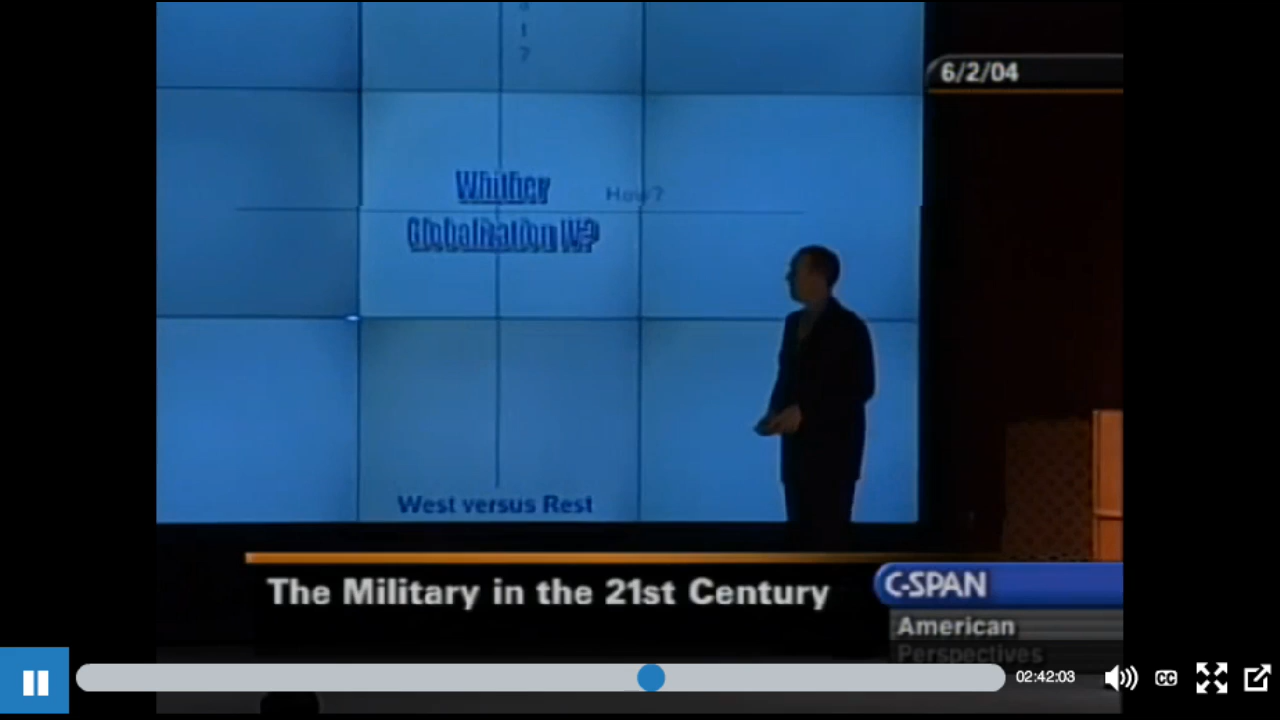 t
?
6/2/04
Whither
How?
Globalization IV?
West versus Rest
The Military in the 21st Century
C-SPAN
American
Perspectives
02:42:03
CC